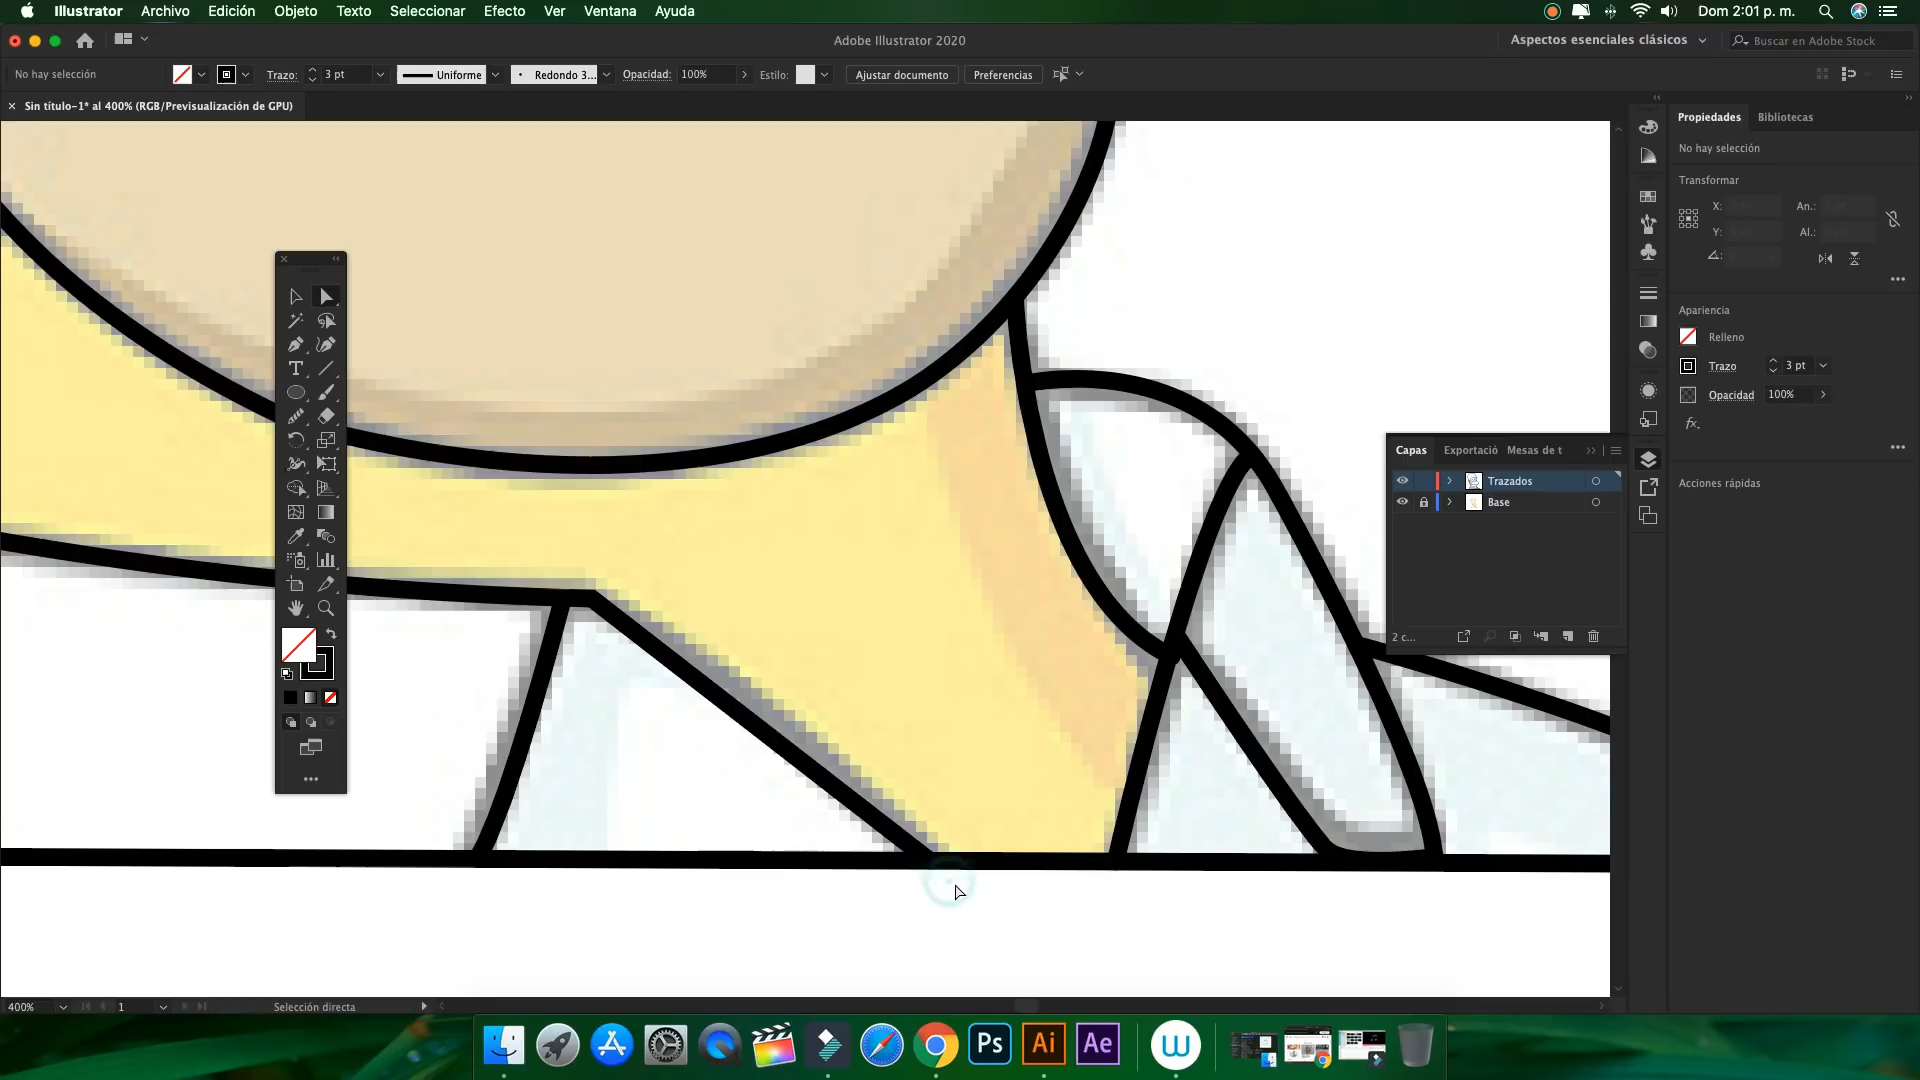 Illustrator Archivo Edición Objeto Texto Seleccionar Efecto Ver Ventana Ayuda Dom 2:01 p. m.
Adobe Illustrator 2020 Aspectos esenciales clásicos Buscar en Adobe Stock
No hay selección Trazo: 3 pt Uniforme Redondo 3... Opacidad: 100% Estilo: Ajustar documento Preferencias
× Sin título-1* al 400% (RGB/Previsualización de GPU)
Propiedades Bibliotecas
No hay selección
Transformar
X: An.:
Y: Al.:
Apariencia
Relleno
Trazo 3 pt
Opacidad 100%
fx.
Acciones rápidas
Capas Exportació Mesas de t
Trazados
Base
2 c...
T
400% 1 Selección directa
Ps Ai Ae